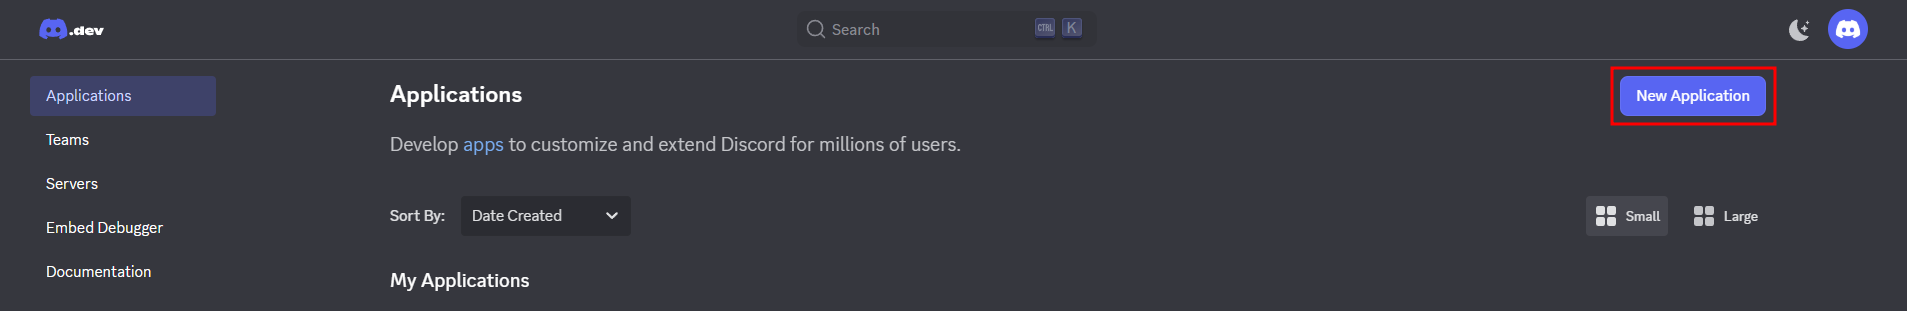 .dev
Search
CTRL K
Applications
Teams
Servers
Embed Debugger
Documentation
Applications
New Application
Develop apps to customize and extend Discord for millions of users.
Sort By: Date Created
Small Large
My Applications